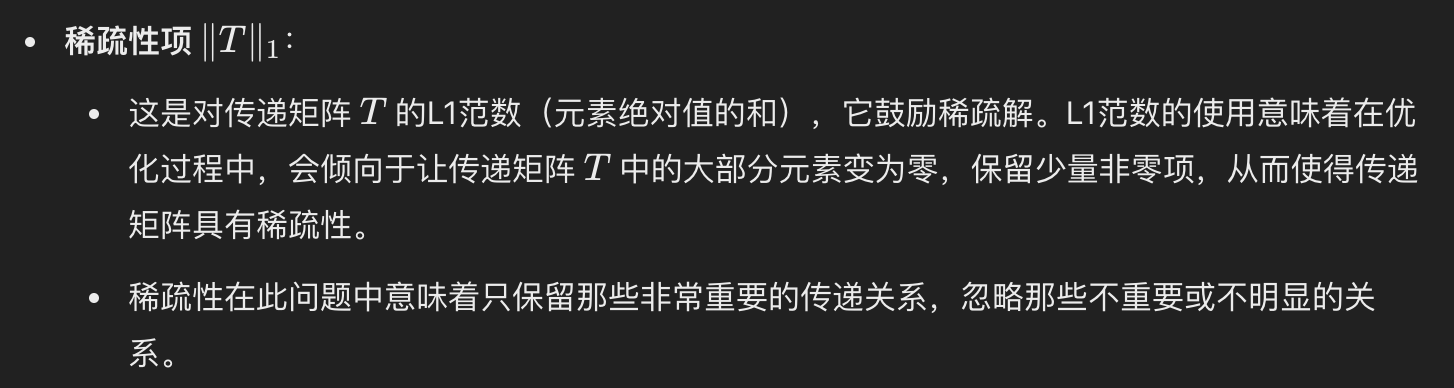 • 稀疏性项 ‖T‖₁：
• 这是对传递矩阵 T 的L1范数（元素绝对值的和），它鼓励稀疏解。L1范数的使用意味着在优
化过程中，会倾向于让传递矩阵 T 中的大部分元素变为零，保留少量非零项，从而使得传递
矩阵具有稀疏性。
• 稀疏性在此问题中意味着只保留那些非常重要的传递关系，忽略那些不重要或不明显的关
系。